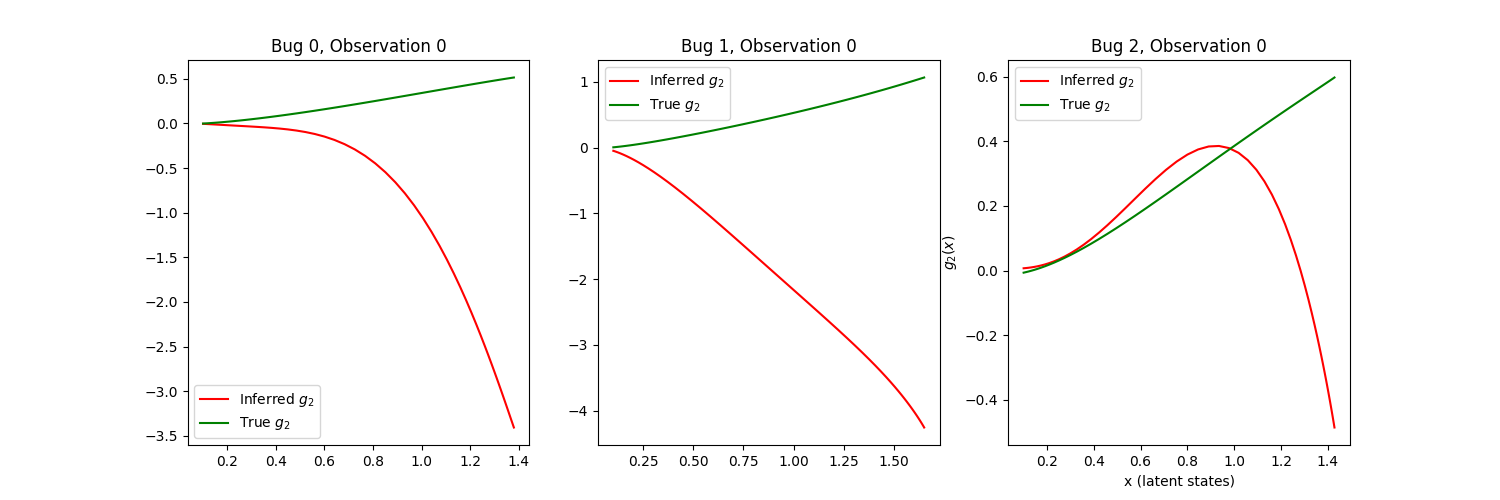 Bug 0, Observation 0
0.5
0.0
−0.5
−1.0
−1.5
−2.0
−2.5
−3.0
−3.5
Inferred g₂
True g₂
0.2 0.4 0.6 0.8 1.0 1.2 1.4
Bug 1, Observation 0
1
0
−1
−2
−3
−4
Inferred g₂
True g₂
0.25 0.50 0.75 1.00 1.25 1.50
Bug 2, Observation 0
g₂(x)
0.6
0.4
0.2
0.0
−0.2
−0.4
Inferred g₂
True g₂
0.2 0.4 0.6 0.8 1.0 1.2 1.4
x (latent states)